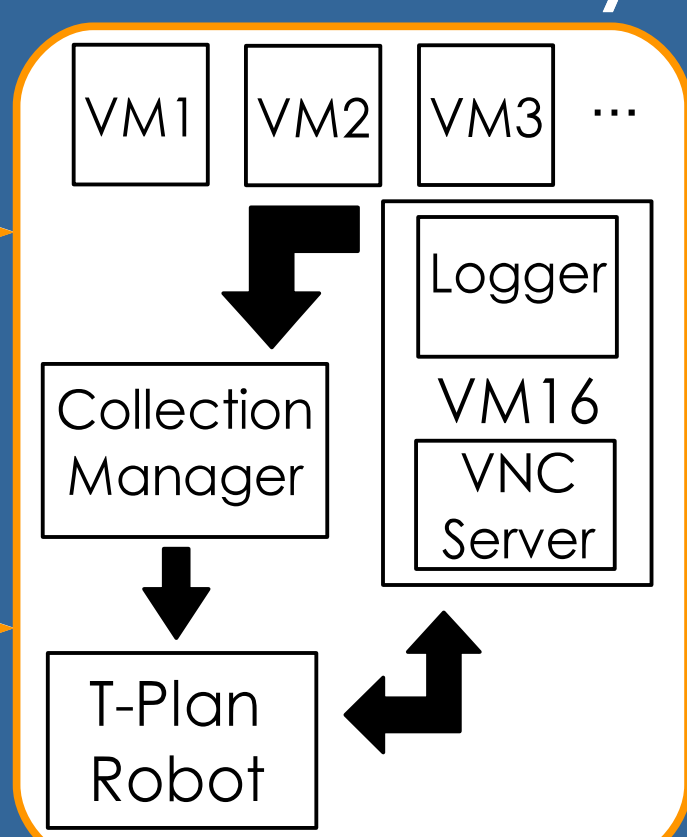 VM1
VM2
VM3
...
Logger
VM16
VNC
Server
Collection
Manager
T-Plan
Robot